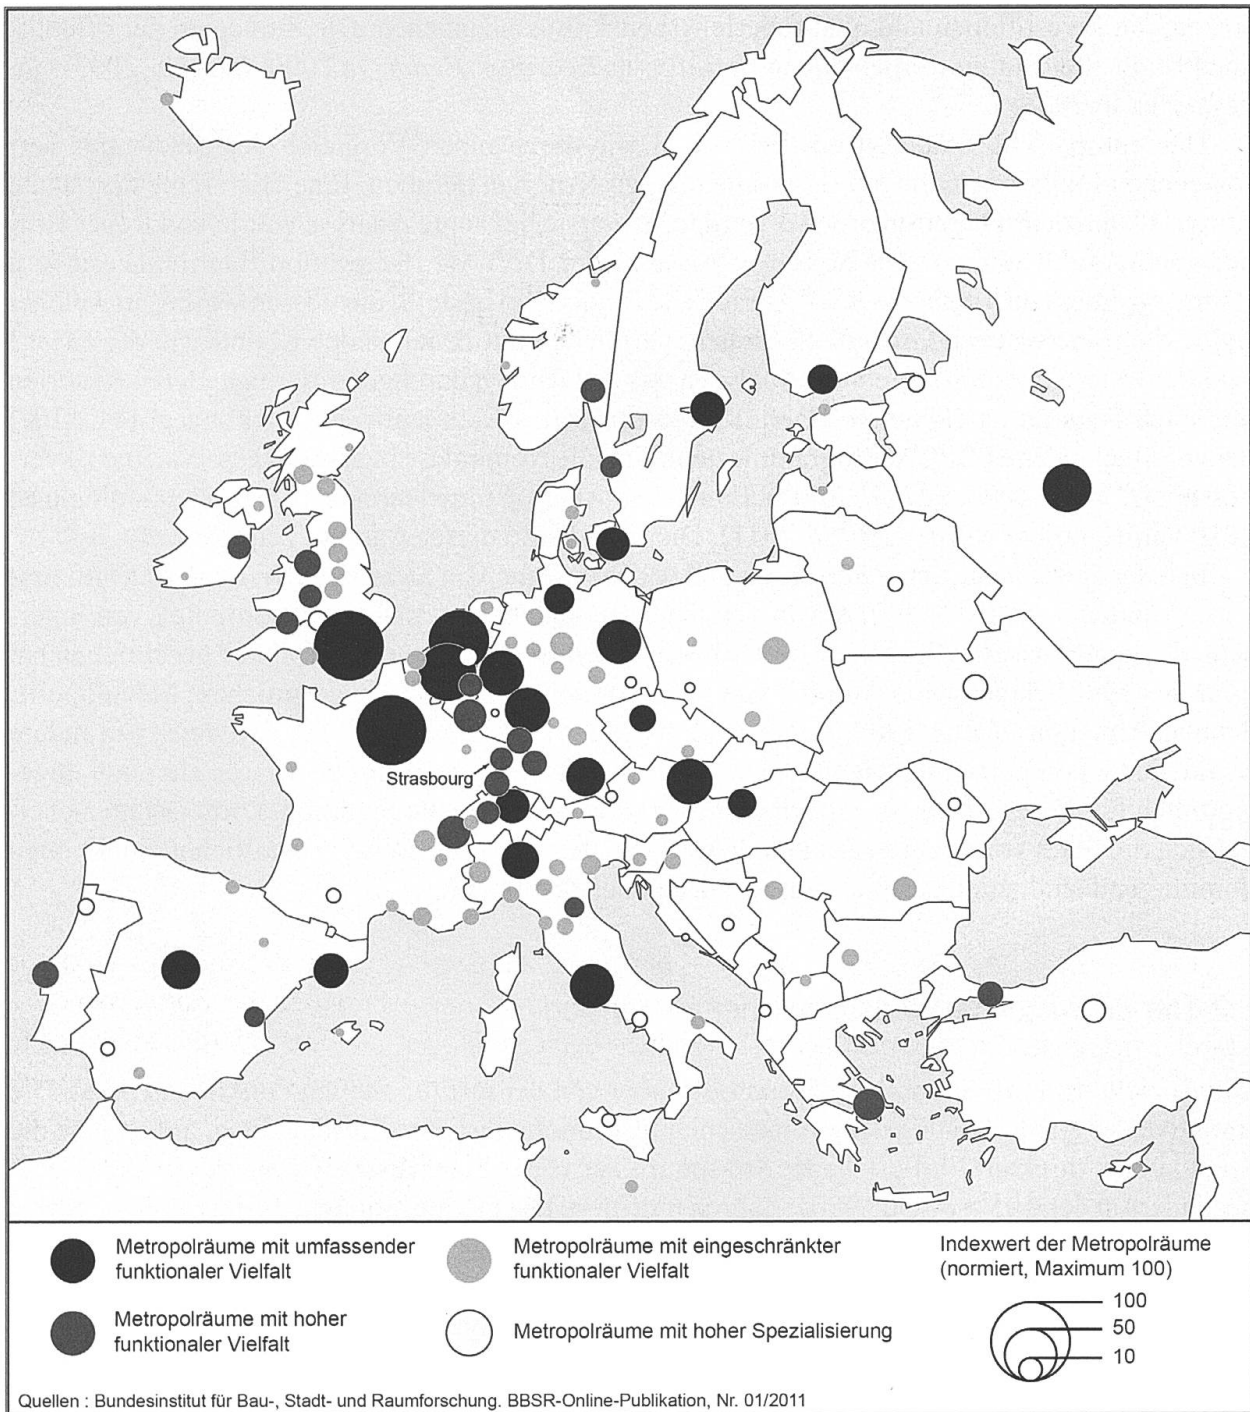 Strasbourg
Metropolräume mit umfassender
funktionaler Vielfalt
Metropolräume mit hoher
funktionaler Vielfalt
Metropolräume mit eingeschränkter
funktionaler Vielfalt
Metropolräume mit hoher Spezialisierung
Indexwert der Metropolräume
(normiert, Maximum 100)
100
50
10
Quellen : Bundesinstitut für Bau-, Stadt- und Raumforschung. BBSR-Online-Publikation, Nr. 01/2011